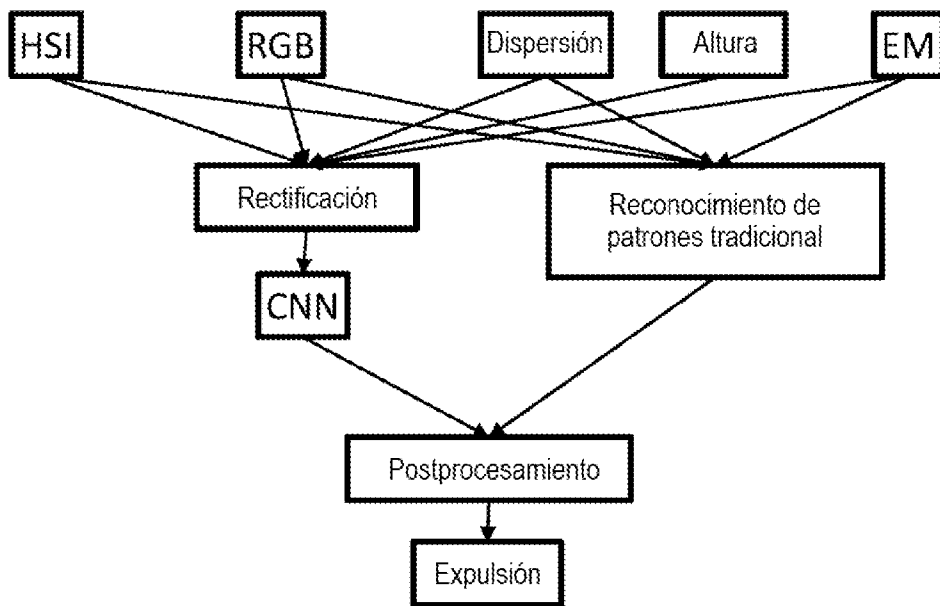 HSI
RGB
Dispersión
Altura
EM
Rectificación
Reconocimiento de
patrones tradicional
CNN
Postprocesamiento
Expulsión